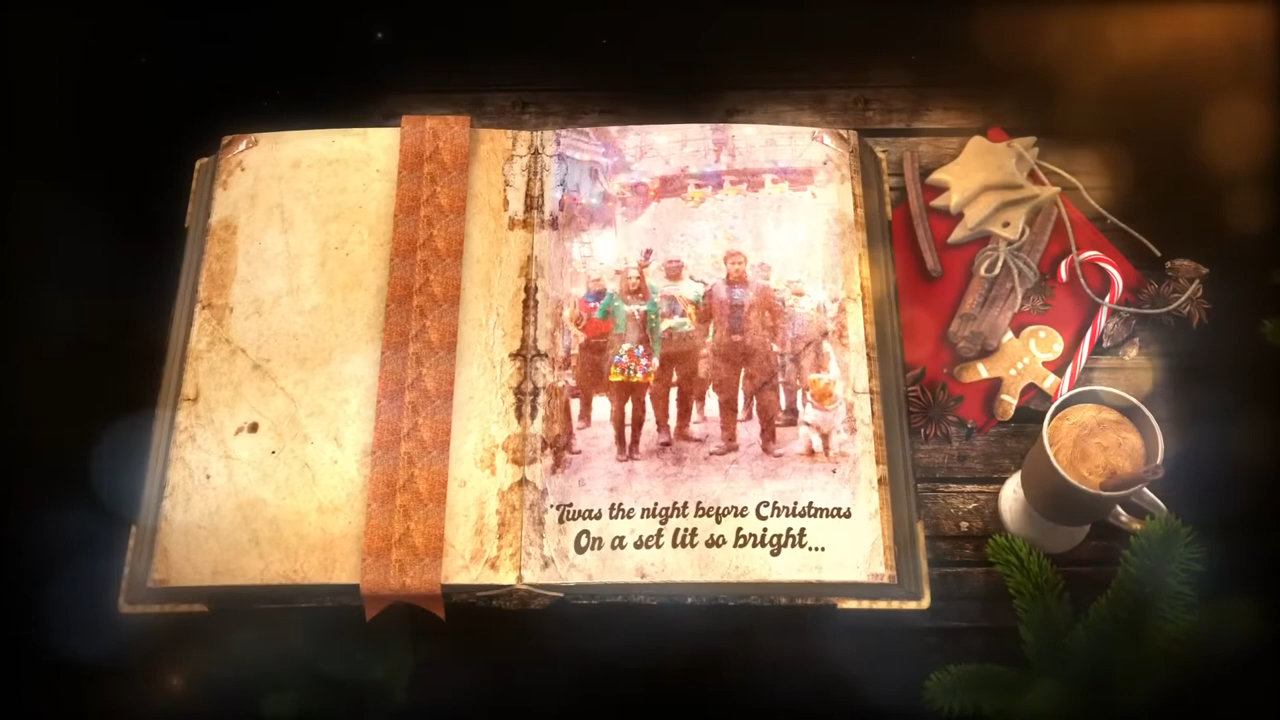 'Twas the night before Christmas
On a set lit so bright...